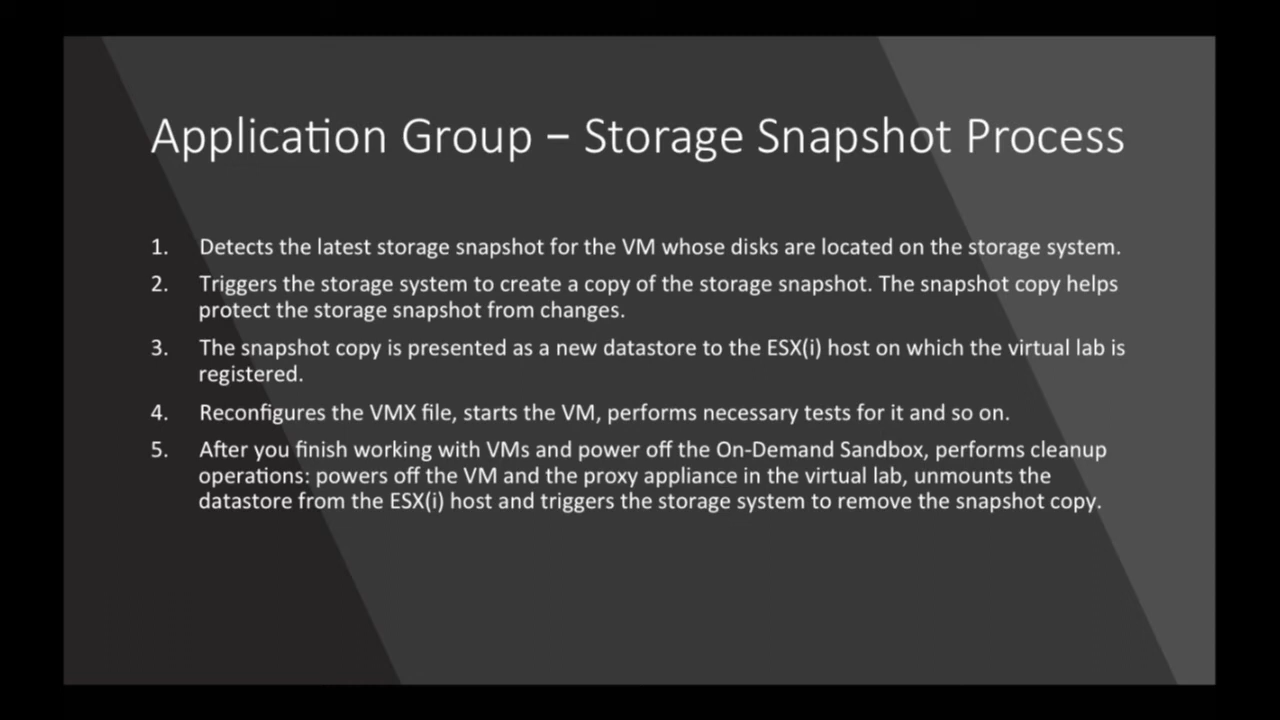 Application Group – Storage Snapshot Process
1. Detects the latest storage snapshot for the VM whose disks are located on the storage system.
2. Triggers the storage system to create a copy of the storage snapshot. The snapshot copy helps
protect the storage snapshot from changes.
3. The snapshot copy is presented as a new datastore to the ESX(i) host on which the virtual lab is
registered.
4. Reconfigures the VMX file, starts the VM, performs necessary tests for it and so on.
5. After you finish working with VMs and power off the On-Demand Sandbox, performs cleanup
operations: powers off the VM and the proxy appliance in the virtual lab, unmounts the
datastore from the ESX(i) host and triggers the storage system to remove the snapshot copy.